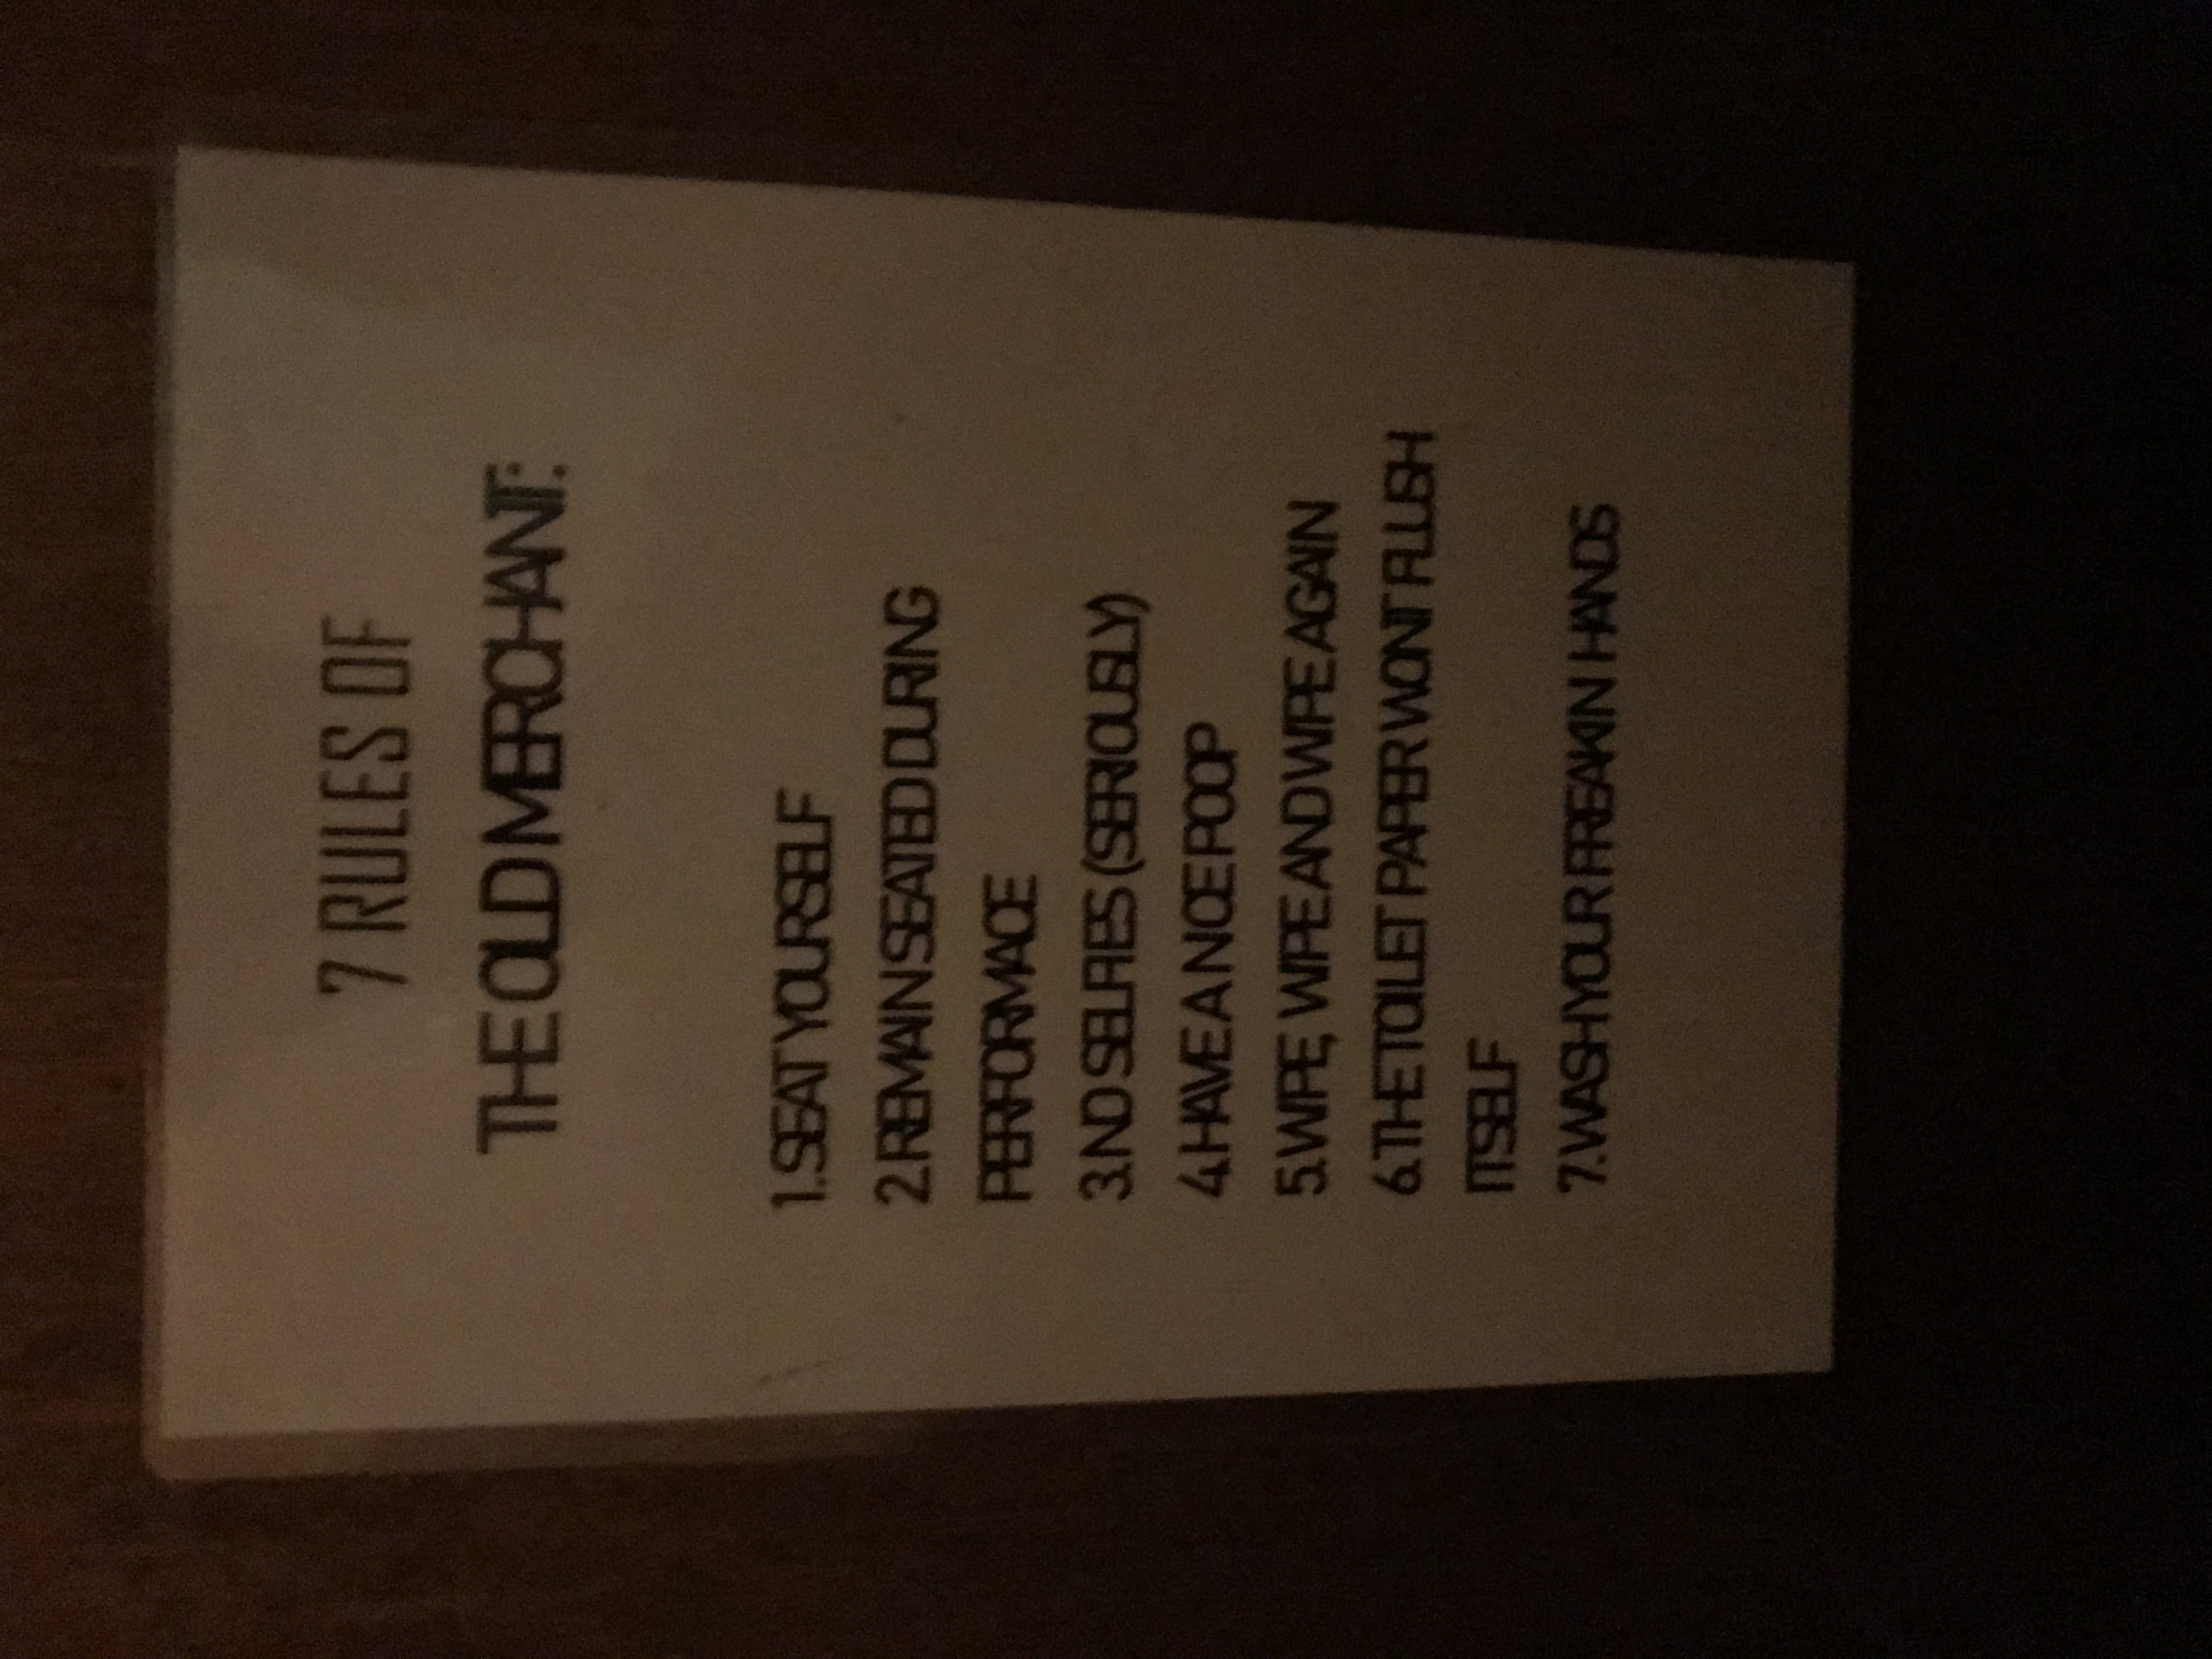 7 RULES OF
THE OLD MERCHANT:
1.SEAT YOURSELF
2.REMAIN SEATED DURING
PERFORMACE
3.NO SELFIES (SERIOUSLY)
4.HAVE A NICE POOP
5.WIPE, WIPE AND WIPE AGAIN
6.THE TOILET PAPER WONT FLUSH
ITSELF
7.WASH YOUR FREAKIN HANDS